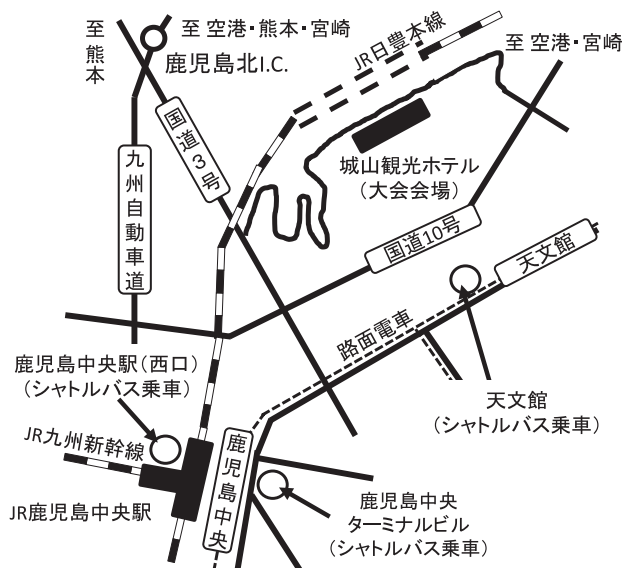 至 熊本
至 空港・熊本・宮崎
鹿児島北I.C.
JR日豊本線
至 空港・宮崎
国道3号
九州自動車道
城山観光ホテル
（大会会場）
国道10号
天文館
路面電車
鹿児島中央駅（西口）
（シャトルバス乗車）
天文館
（シャトルバス乗車）
JR九州新幹線
鹿児島中央
JR鹿児島中央駅
鹿児島中央
ターミナルビル
（シャトルバス乗車）